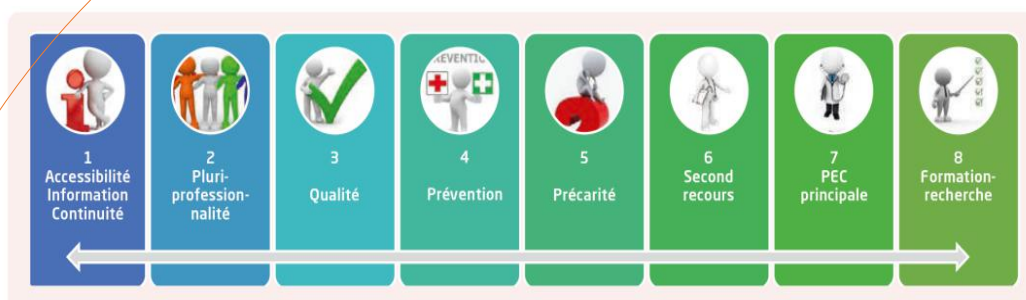 1
Accessibilité
Information
Continuité
2
Pluri-
profession-
nalité
3
Qualité
PREVENTIC
4
Prévention
5
Précarité
6
Second
recours
7
PEC
principale
8
Formation-
recherche